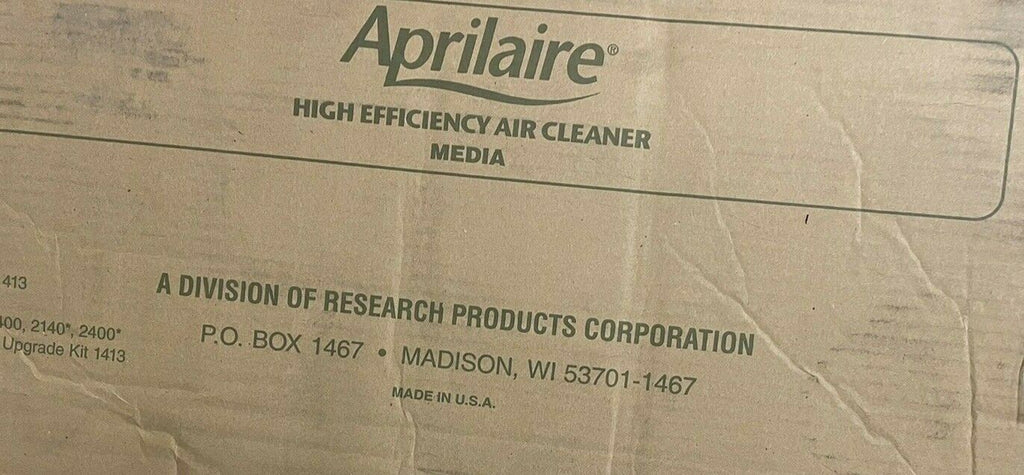 Aprilaire®
HIGH EFFICIENCY AIR CLEANER
MEDIA
413
400, 2140*, 2400*
Upgrade Kit 1413
A DIVISION OF RESEARCH PRODUCTS CORPORATION
P.O. BOX 1467 • MADISON, WI 53701-1467
MADE IN U.S.A.